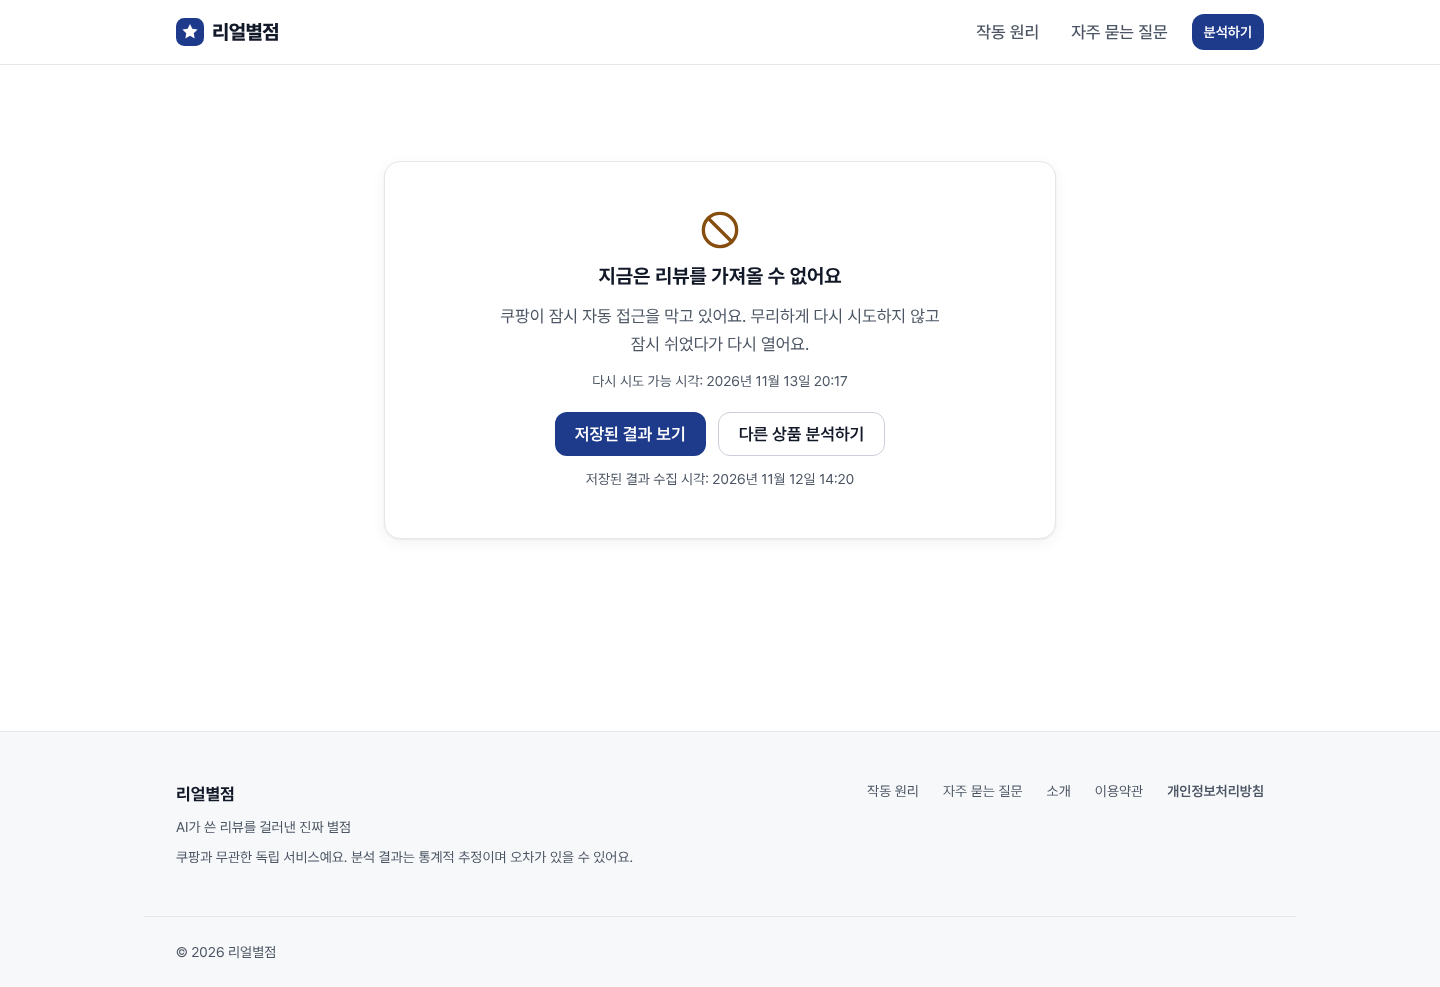 리얼별점
작동 원리
자주 묻는 질문
분석하기
지금은 리뷰를 가져올 수 없어요
쿠팡이 잠시 자동 접근을 막고 있어요. 무리하게 다시 시도하지 않고
잠시 쉬었다가 다시 열어요.
다시 시도 가능 시각: 2026년 11월 13일 20:17
저장된 결과 보기
다른 상품 분석하기
저장된 결과 수집 시각: 2026년 11월 12일 14:20
리얼별점
작동 원리
자주 묻는 질문
소개
이용약관
개인정보처리방침
AI가 쓴 리뷰를 걸러낸 진짜 별점
쿠팡과 무관한 독립 서비스예요. 분석 결과는 통계적 추정이며 오차가 있을 수 있어요.
© 2026 리얼별점